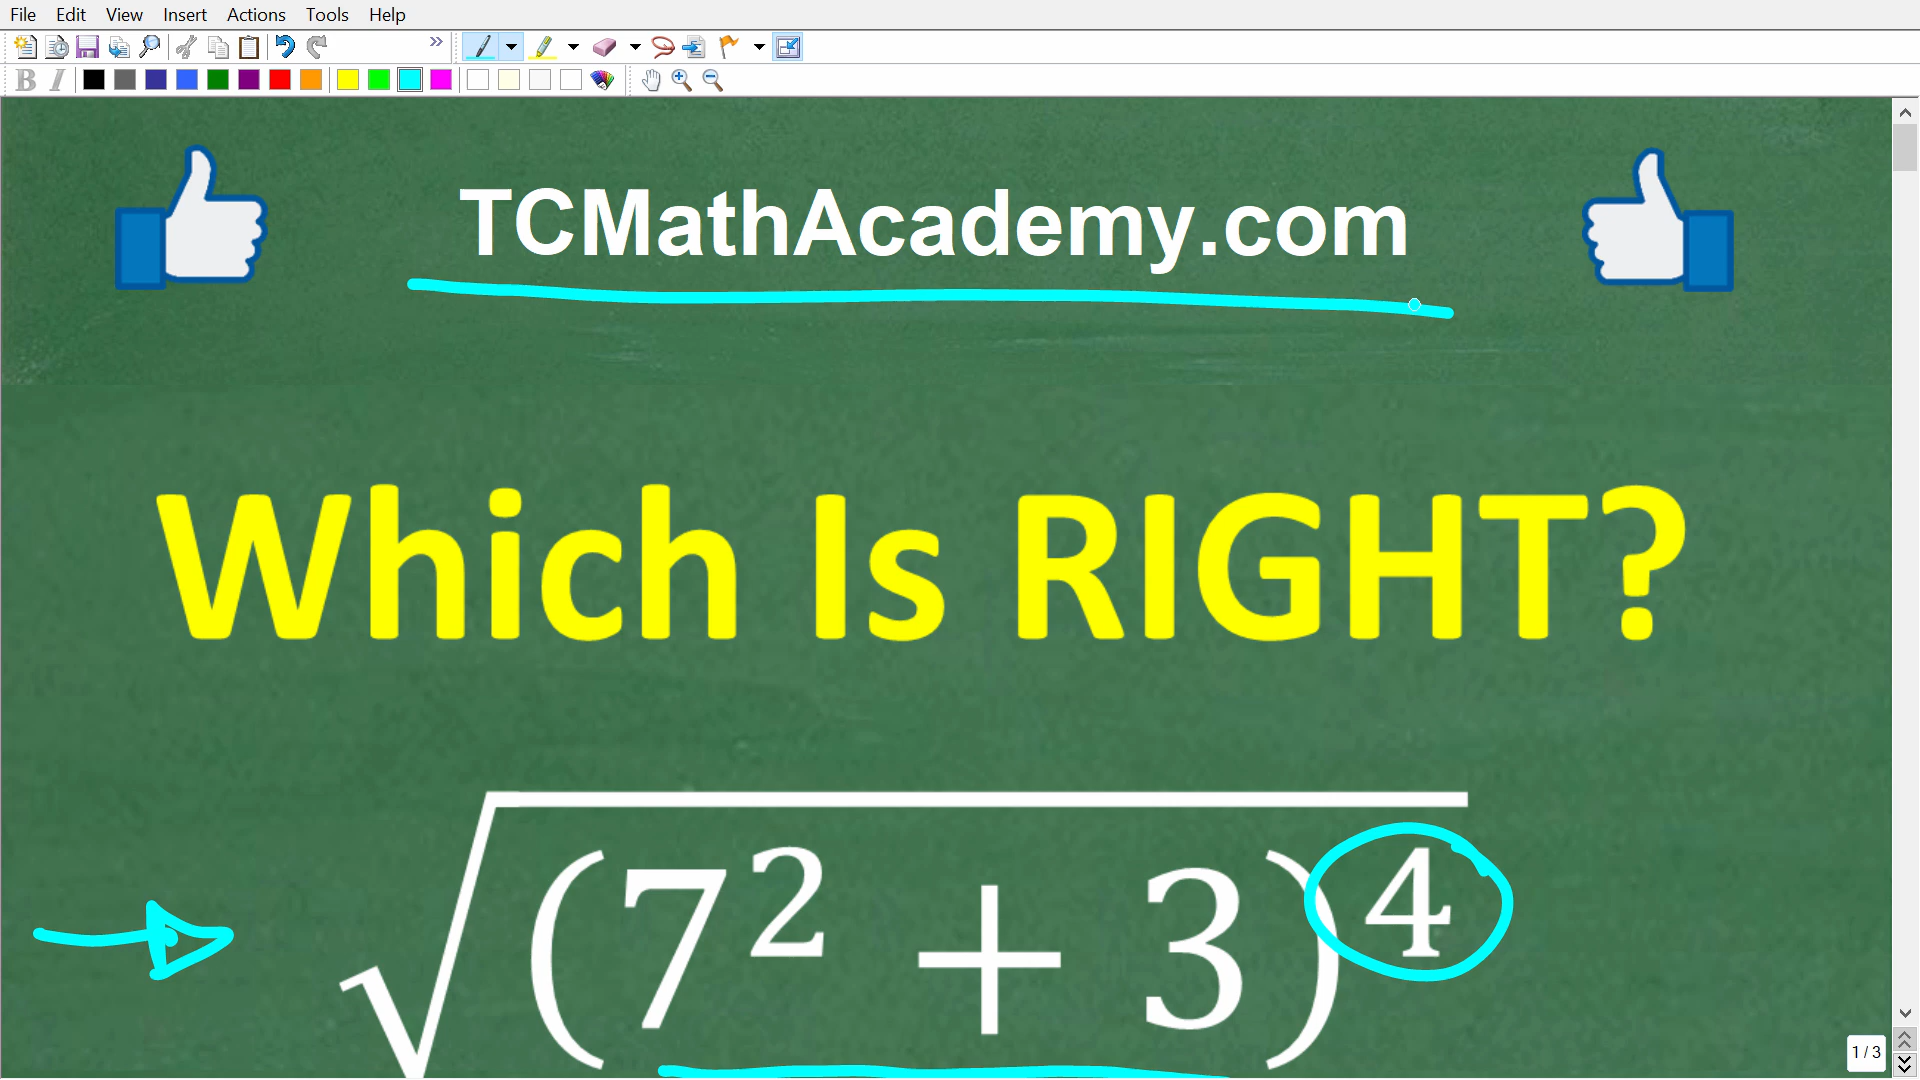 File Edit View Insert Actions Tools Help
B I
TCMathAcademy.com
Which Is RIGHT?
√(7² + 3)⁴
1 / 3